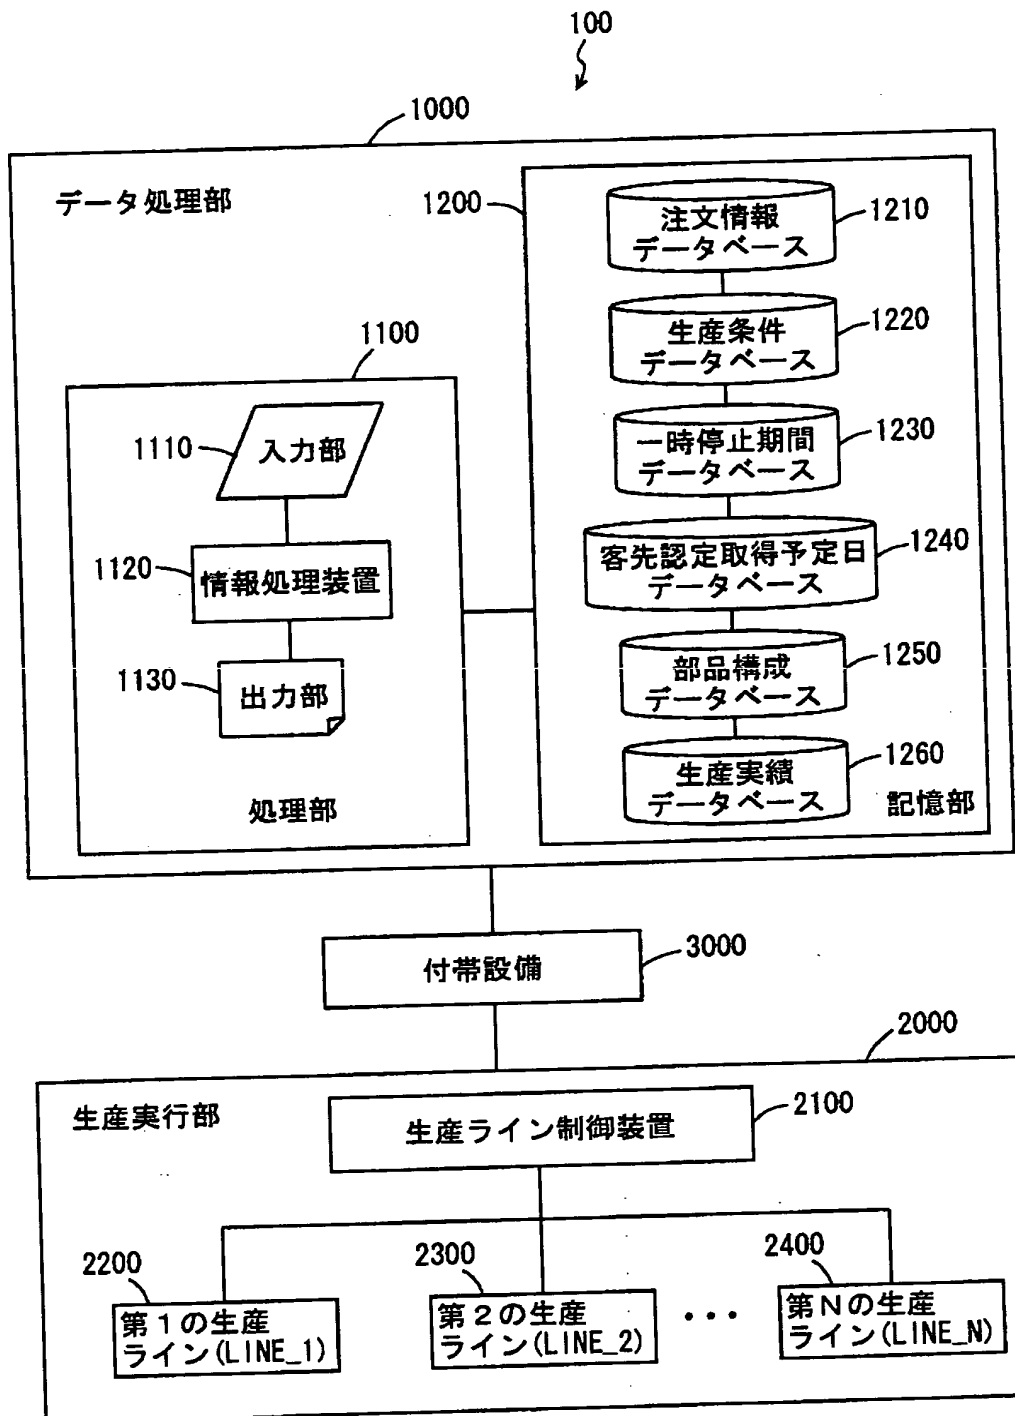 100
1000
データ処理部
1200
注文情報
データベース
1210
生産条件
データベース
1220
一時停止期間
データベース
1230
客先認定取得予定日
データベース
1240
部品構成
データベース
1250
生産実績
データベース
1260
記憶部
1100
1110
入力部
1120
情報処理装置
1130
出力部
処理部
付帯設備
3000
2000
生産実行部
生産ライン制御装置
2100
2200
第1の生産
ライン(LINE_1)
2300
第2の生産
ライン(LINE_2)
•••
2400
第Nの生産
ライン(LINE_N)